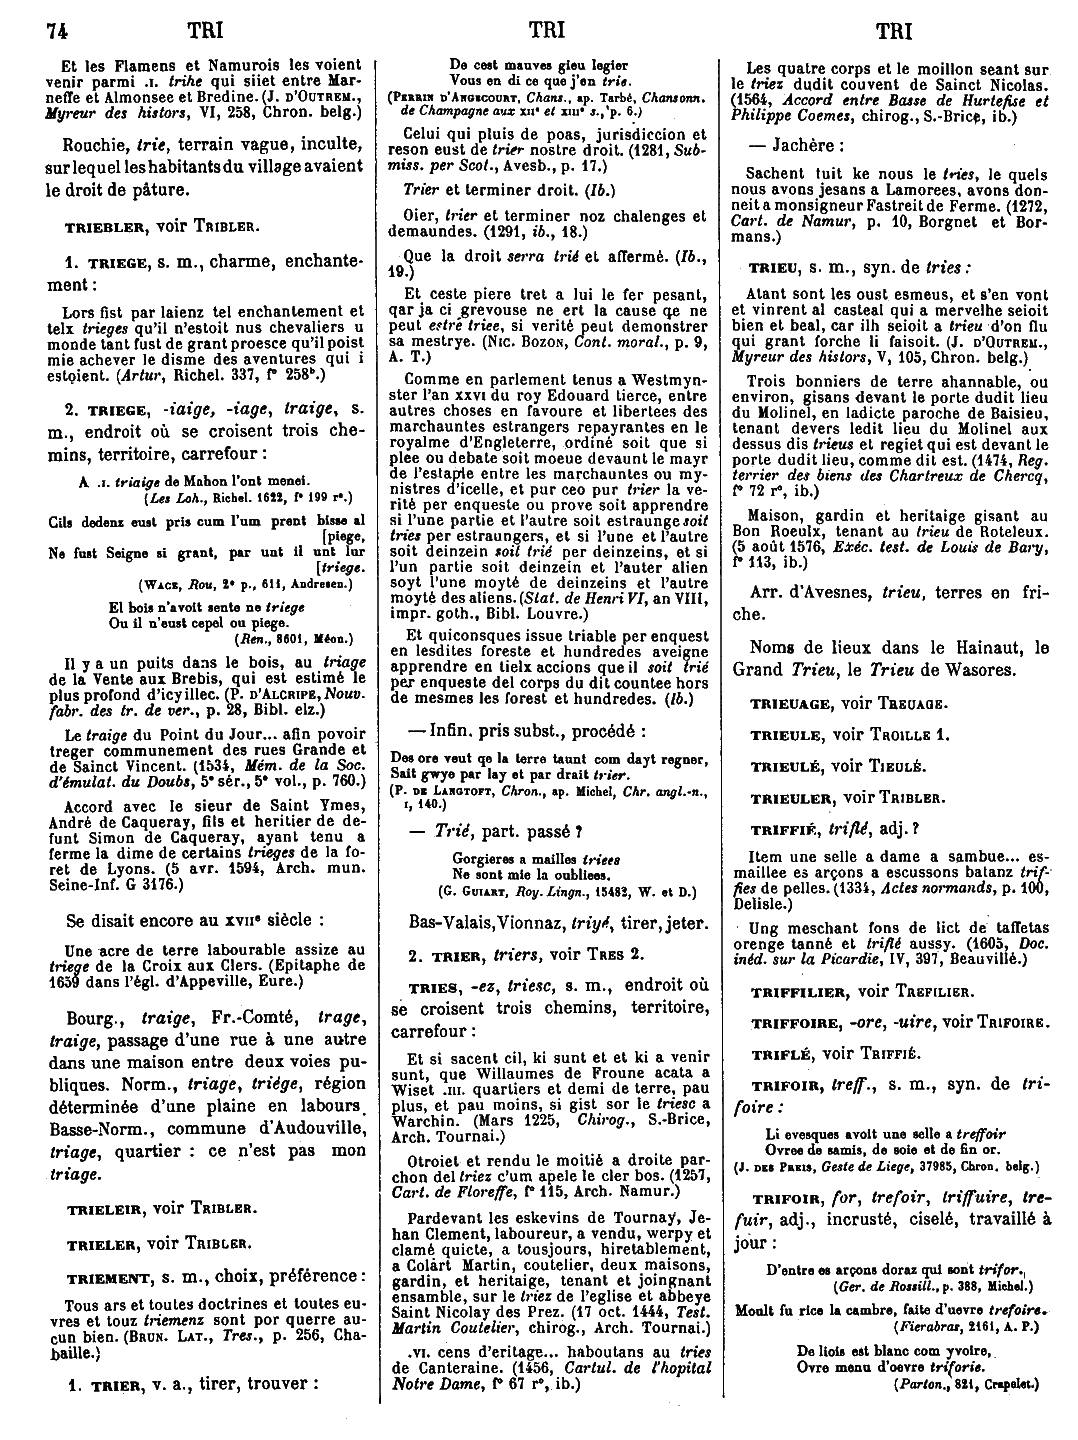 74 TRI TRI TRI
Et les Flamens et Namurois les voient
venir parmi .I. trihe qui siiet entre Mar-
neffe et Almonsee et Bredine. (J. D'OUTREM.,
Myreur des histors, VI, 258, Chron. belg.)
Rouchie, trie, terrain vague, inculte,
sur lequel les habitants du village avaient
le droit de pâture.
TRIEBLER, voir TRIBLER.
1. TRIEGE, s. m., charme, enchante-
ment :
Lors fist par laienz tel enchantement et
telx trieges qu'il n'estoit nus chevaliers u
monde tant fust de grant proesce qu'il poist
mie achever le disme des aventures qui i
estoient. (Artur, Richel. 337, f° 258ᵇ.)
2. TRIEGE, -iaige, -iage, traige, s.
m., endroit où se croisent trois che-
mins, territoire, carrefour :
A .I. triaige de Mahon l'ont menei.
(Les Loh., Richel. 1622, f° 199 r°.)
Cils dedenz eust pris cum l'um prent bisse al
[piege,
Ne fust Seigne si grant, par unt il unt lur
[triege.
(WACE, Rou, 2° p., 611, Andresen.)
El bois n'avoit sente ne triege
Ou il n'eust cepel ou piege.
(Ren., 8601, Méon.)
Il y a un puits dans le bois, au triage
de la Vente aux Brebis, qui est estimé le
plus profond d'icy illec. (P. D'ALCRIPE, Nouv.
fabr. des tr. de ver., p. 28, Bibl. elz.)
Le traige du Point du Jour... afin povoir
treger communement des rues Grande et
de Sainct Vincent. (1534, Mém. de la Soc.
d'émulat. du Doubs, 5° sér., 5° vol., p. 760.)
Accord avec le sieur de Saint Ymes,
André de Caqueray, fils et heritier de de-
funt Simon de Caqueray, ayant tenu a
ferme la dime de certains trieges de la fo-
ret de Lyons. (5 avr. 1594, Arch. mun.
Seine-Inf. G 3176.)
Se disait encore au XVII° siècle :
Une acre de terre labourable assize au
triege de la Croix aux Clers. (Epitaphe de
1659 dans l'égl. d'Appeville, Eure.)
Bourg., traige, Fr.-Comté, trage,
traige, passage d'une rue à une autre
dans une maison entre deux voies pu-
bliques. Norm., triage, triége, région
déterminée d'une plaine en labours.
Basse-Norm., commune d'Audouville,
triage, quartier : ce n'est pas mon
triage.
TRIELEIR, voir TRIBLER.
TRIELER, voir TRIBLER.
TRIEMENT, s. m., choix, préférence :
Tous ars et toutes doctrines et toutes eu-
vres et touz triemenz sont por querre au-
cun bien. (BRUN. LAT., Tres., p. 256, Cha-
baille.)
1. TRIER, v. a., tirer, trouver :
De cest mauves gieu legier
Vous en di ce que j'en trie.
(PERRIN D'ANGECOURT, Chans., ap. Tarbé, Chansonn.
de Champagne aux XII° et XIII° s., p. 6.)
Celui qui pluis de poas, jurisdiccion et
reson eust de trier nostre droit. (1281, Sub-
miss. per Scot., Avesb., p. 17.)
Trier et terminer droit. (Ib.)
Oier, trier et terminer noz chalenges et
demaundes. (1291, ib., 18.)
Que la droit serra trié et affermé. (Ib.,
19.)
Et ceste piere tret a lui le fer pesant,
qar ja ci grevouse ne ert la cause qe ne
peut estre triee, si verité peut demonstrer
sa mestrye. (NIC. BOZON, Cont. moral., p. 9,
A. T.)
Comme en parlement tenus a Westmyn-
ster l'an XXVI du roy Edouard tierce, entre
autres choses en favoure et libertees des
marchauntes estrangers repayrantes en le
royalme d'Engleterre, ordiné soit que si
plee ou debate soit moeue devaunt le mayr
de l'estaple entre les marchauntes ou my-
nistres d'icelle, et pur ceo pur trier la ve-
rité per enqueste ou prove soit apprendre
si l'une partie et l'autre soit estraunge soit
tries per estraungers, et si l'une et l'autre
soit deinzein soit trié per deinzeins, et si
l'un partie soit deinzein et l'auter alien
soyt l'une moyté de deinzeins et l'autre
moyté des aliens. (Stat. de Henri VI, an VIII,
impr. goth., Bibl. Louvre.)
Et quiconsques issue triable per enquest
en lesdites foreste et hundredes aveigne
apprendre en tielx accions que il soit trié
per enqueste del corps du dit countee hors
de mesmes les forest et hundredes. (Ib.)
— Infin. pris subst., procédé :
Des ore veut qe la terre taunt com dayt regner,
Sait gwye par lay et par drait trier.
(P. DE LANGTOFT, Chron., ap. Michel, Chr. angl.-n.,
I, 140.)
— Trié, part. passé ?
Gorgieres a mailles triees
Ne sont mie la oubliees.
(G. GUIART, Roy. Lingn., 15482, W. et D.)
Bas-Valais, Vionnaz, triyé, tirer, jeter.
2. TRIER, triers, voir TRES 2.
TRIES, -ez, triesc, s. m., endroit où
se croisent trois chemins, territoire,
carrefour :
Et si sacent cil, ki sunt et et ki a venir
sunt, que Willaumes de Froune acata a
Wiset .III. quartiers et demi de terre, pau
plus, et pau moins, si gist sor le triesc a
Warchin. (Mars 1225, Chirog., S.-Brice,
Arch. Tournai.)
Otroiet et rendu le moitié a droite par-
chon del triez c'um apele le cler bos. (1257,
Cart. de Floreffe, f° 115, Arch. Namur.)
Pardevant les eskevins de Tournay, Je-
han Clement, laboureur, a vendu, werpy et
clamé quicte, a tousjours, hiretablement,
a Colart Martin, coutelier, deux maisons,
gardin, et heritaige, tenant et joingnant
ensamble, sur le triez de l'eglise et abbeye
Saint Nicolay des Prez. (17 oct. 1444, Test.
Martin Coutelier, chirog., Arch. Tournai.)
.VI. cens d'eritage... haboutans au tries
de Canteraine. (1456, Cartul. de l'hopital
Notre Dame, f° 67 r°, ib.)
Les quatre corps et le moillon seant sur
le triez dudit couvent de Sainct Nicolas.
(1564, Accord entre Basse de Hurtefise et
Philippe Coemes, chirog., S.-Brice, ib.)
— Jachère :
Sachent tuit ke nous le tries, le quels
nous avons jesans a Lamorees, avons don-
neit a monsigneur Fastreit de Ferme. (1272,
Cart. de Namur, p. 10, Borgnet et Bor-
mans.)
TRIEU, s. m., syn. de tries :
Atant sont les oust esmeus, et s'en vont
et vinrent al casteal qui a mervelhe seioit
bien et beal, car ilh seioit a trieu d'on flu
qui grant forche li faisoit. (J. D'OUTREM.,
Myreur des histors, V, 105, Chron. belg.)
Trois bonniers de terre ahannable, ou
environ, gisans devant le porte dudit lieu
du Molinel, en ladicte paroche de Baisieu,
tenant devers ledit lieu du Molinel aux
dessus dis trieus et regiet qui est devant le
porte dudit lieu, comme dit est. (1474, Reg.
terrier des biens des Chartreux de Chercq,
f° 72 r°, ib.)
Maison, gardin et heritaige gisant au
Bon Roeulx, tenant au trieu de Roteleux.
(5 août 1576, Exéc. test. de Louis de Bary,
f° 113, ib.)
Arr. d'Avesnes, trieu, terres en fri-
che.
Noms de lieux dans le Hainaut, le
Grand Trieu, le Trieu de Wasores.
TRIEUAGE, voir TREUAGE.
TRIEULE, voir TROILLE 1.
TRIEULÉ, voir TIEULÉ.
TRIEULER, voir TRIBLER.
TRIFFIÉ, triflé, adj. ?
Item une selle a dame a sambue... es-
maillee es arçons a escussons balanz trif-
fies de pelles. (1334, Actes normands, p. 100,
Delisle.)
Ung meschant fons de lict de taffetas
orenge tanné et triflé aussy. (1605, Doc.
inéd. sur la Picardie, IV, 397, Beauvillé.)
TRIFFILIER, voir TREFILIER.
TRIFFOIRE, -ore, -uire, voir TRIFOIRE.
TRIFLÉ, voir TRIFFIÉ.
TRIFOIR, treff., s. m., syn. de tri-
foire :
Li evesques avoit une selle a treffoir
Ovree de samis, de soie et de fin or.
(J. DES PREIS, Geste de Liege, 37985, Chron. belg.)
TRIFOIR, for, trefoir, triffuire, tre-
fuir, adj., incrusté, ciselé, travaillé à
jour :
D'entre es arçons doraz qui sont trifor.
(Ger. de Rossill., p. 388, Michel.)
Moult fu rice la cambre, faite d'uevre trefoire.
(Fierabras, 2161, A. P.)
De liois est blanc com yvoire,
Ovre menu d'oevre triforie.
(Parton., 821, Crapelet.)